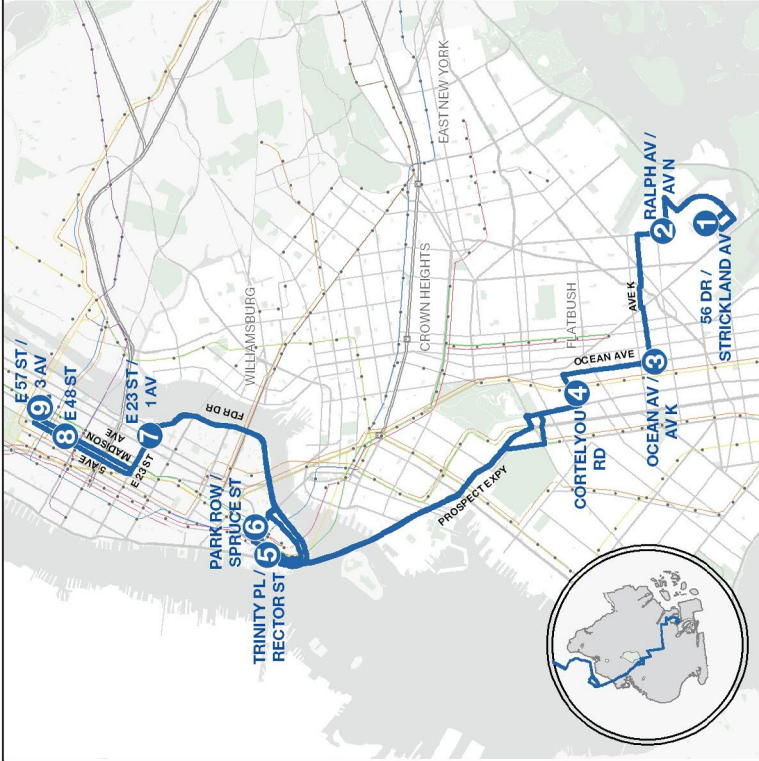 9
E 57 ST /
3 AV
8
E 48 ST
MADISON
AVE
5 AVE
E 23 ST
7
E 23 ST /
1 AV
FDR DR
WILLIAMSBURG
PARK ROW /
SPRUCE ST
6
5
TRINITY PL /
RECTOR ST
EAST NEW YORK
CROWN HEIGHTS
PROSPECT EXPY
FLATBUSH
4
CORTELYOU
RD
OCEAN AVE
3
OCEAN AV /
AV K
AVE K
2
RALPH AV /
AV N
1
56 DR /
STRICKLAND AV